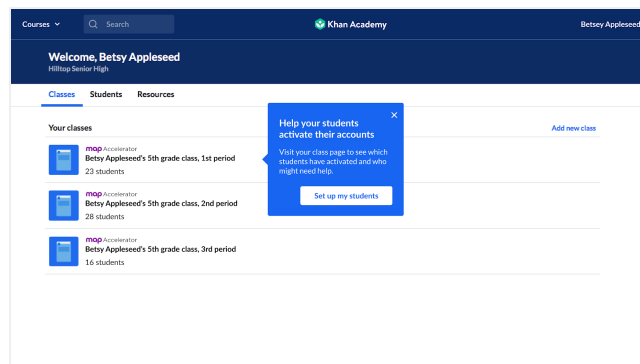 Courses
Search
Khan Academy
Betsey Appleseed
Welcome, Betsy Appleseed
Hilltop Senior High
Classes
Students
Resources
Your classes
Add new class
map Accelerator
Betsy Appleseed's 5th grade class, 1st period
23 students
map Accelerator
Betsy Appleseed's 5th grade class, 2nd period
28 students
map Accelerator
Betsy Appleseed's 5th grade class, 3rd period
16 students
Help your students
activate their accounts
Visit your class page to see which
students have activated and who
might need help.
Set up my students